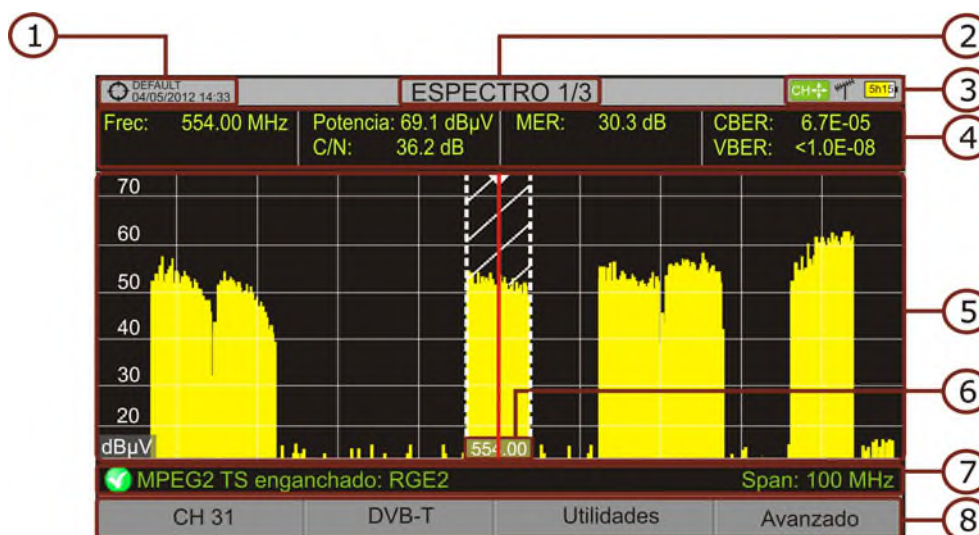 1
2
3
DEFAULT
04/05/2012 14:33
ESPECTRO 1/3
CH
5h15
4
Frec: 554.00 MHz
Potencia: 69.1 dBµV
C/N: 36.2 dB
MER: 30.3 dB
CBER: 6.7E-05
VBER: <1.0E-08
70
60
50
40
30
20
dBµV
5
6
554.00
7
MPEG2 TS enganchado: RGE2
Span: 100 MHz
8
CH 31
DVB-T
Utilidades
Avanzado